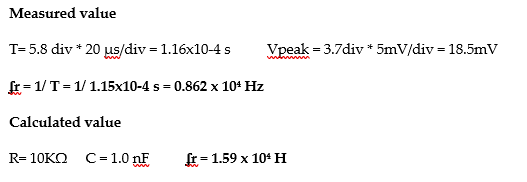 Measured value
T= 5.8 div * 20 μs/div = 1.16x10-4 s Vpeak = 3.7div * 5mV/div = 18.5mV
fr = 1/ T = 1/ 1.15x10-4 s = 0.862 x 10⁴ Hz
Calculated value
R= 10KΩ C = 1.0 nF fr = 1.59 x 10⁴ H